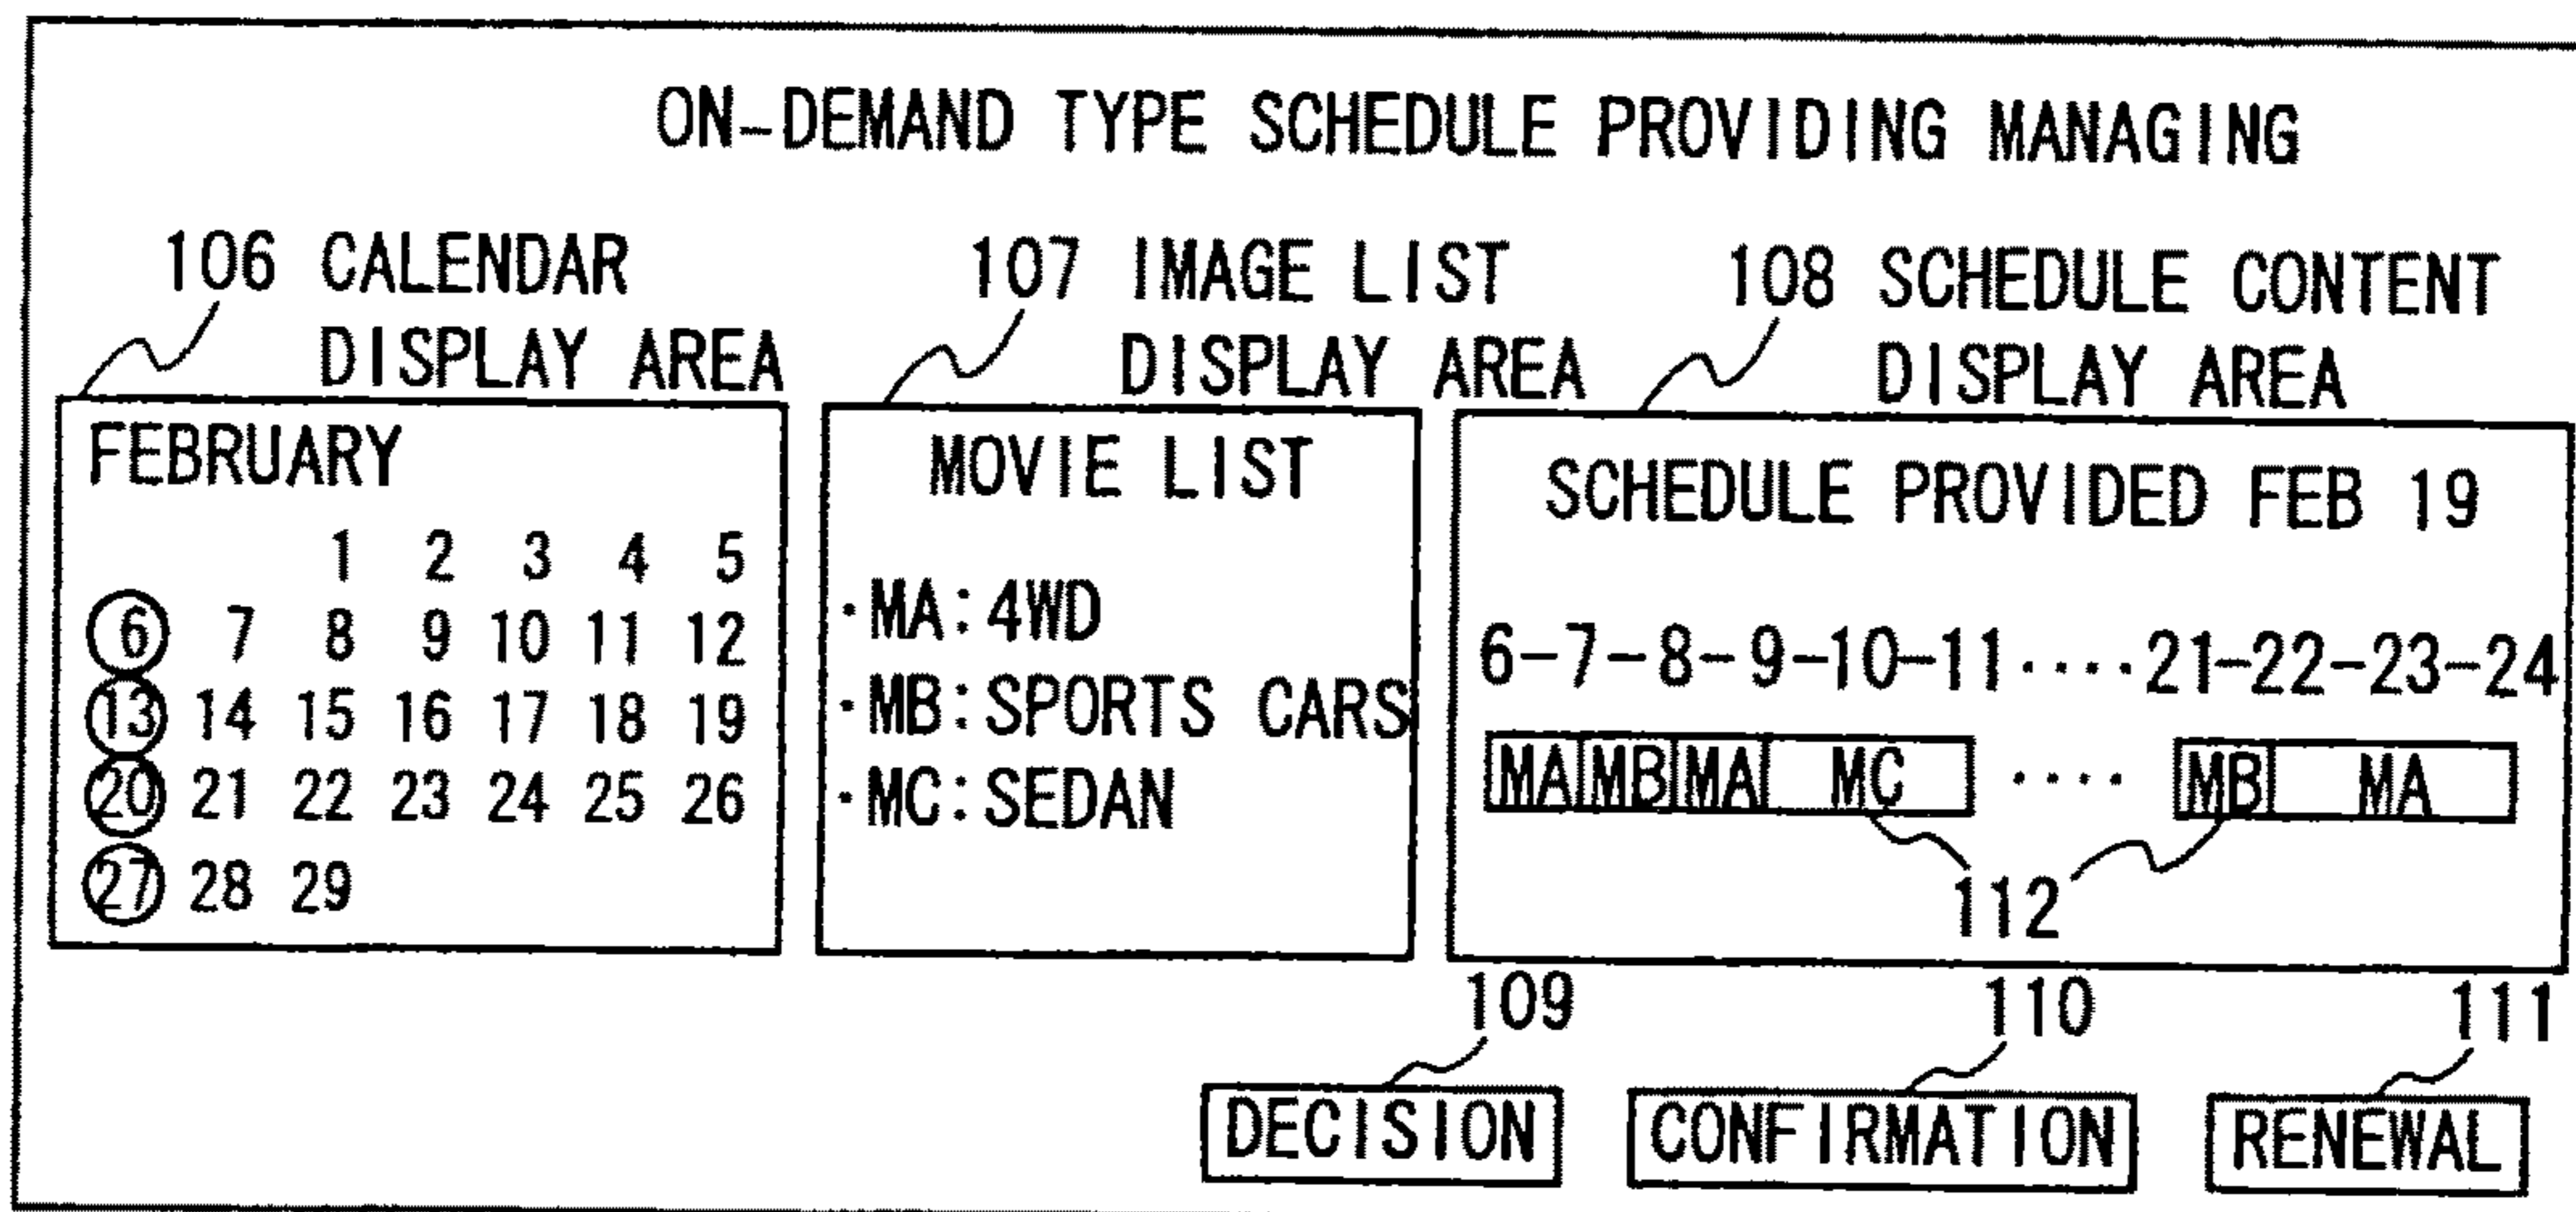 ON-DEMAND TYPE SCHEDULE PROVIDING MANAGING
106 CALENDAR DISPLAY AREA
107 IMAGE LIST DISPLAY AREA
108 SCHEDULE CONTENT DISPLAY AREA
FEBRUARY
1 2 3 4 5
6 7 8 9 10 11 12
13 14 15 16 17 18 19
20 21 22 23 24 25 26
27 28 29
MOVIE LIST
·MA:4WD
·MB:SPORTS CARS
·MC:SEDAN
SCHEDULE PROVIDED FEB 19
6-7-8-9-10-11····21-22-23-24
MA MB MA MC ···· MB MA
112
109
110
111
DECISION
CONFIRMATION
RENEWAL